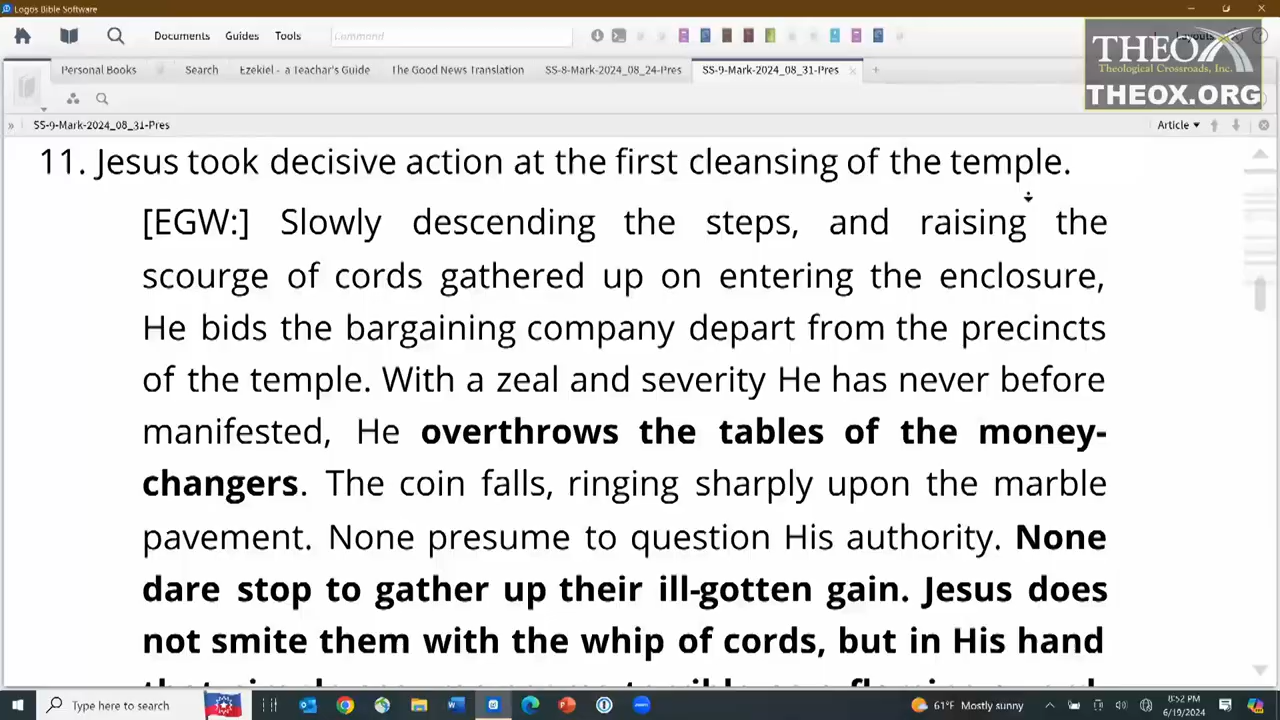 Logos Bible Software
Documents Guides Tools Command
THEOX
Theological Crossroads, Inc.
THEOX.ORG
Personal Books Search Ezekiel - a Teacher's Guide SS-8-Mark-2024_08_24-Pres SS-9-Mark-2024_08_31-Pres
SS-9-Mark-2024_08_31-Pres Article
11. Jesus took decisive action at the first cleansing of the temple.
[EGW:] Slowly descending the steps, and raising the
scourge of cords gathered up on entering the enclosure,
He bids the bargaining company depart from the precincts
of the temple. With a zeal and severity He has never before
manifested, He overthrows the tables of the money-
changers. The coin falls, ringing sharply upon the marble
pavement. None presume to question His authority. None
dare stop to gather up their ill-gotten gain. Jesus does
not smite them with the whip of cords, but in His hand
Type here to search
61°F Mostly sunny
8:52 PM
6/19/2024